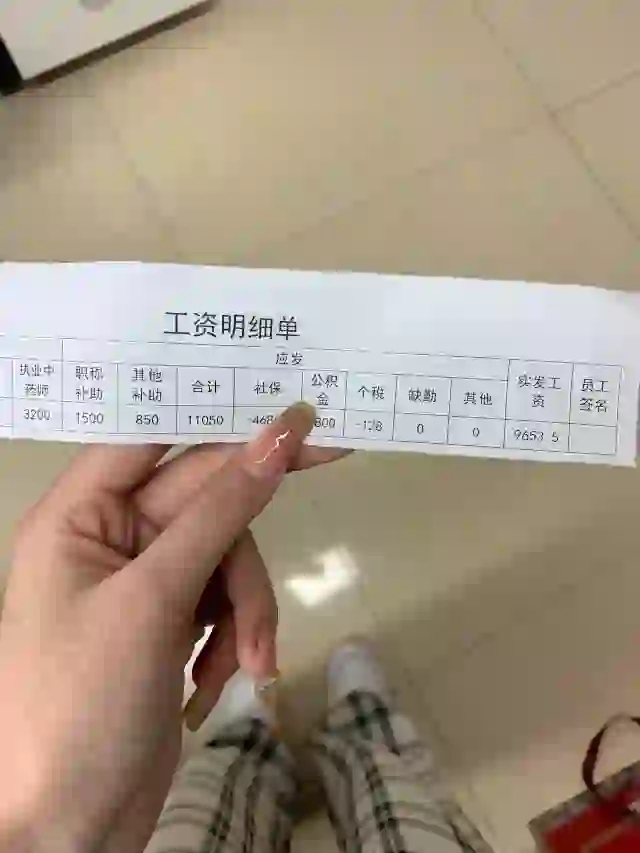 工资明细单
应发
执业中药师 职称补助 其他补助 合计 社保 公积金 个税 缺勤 其他 实发工资 员工签名
3200 1500 850 11050 -468 800 0 0 9653.5